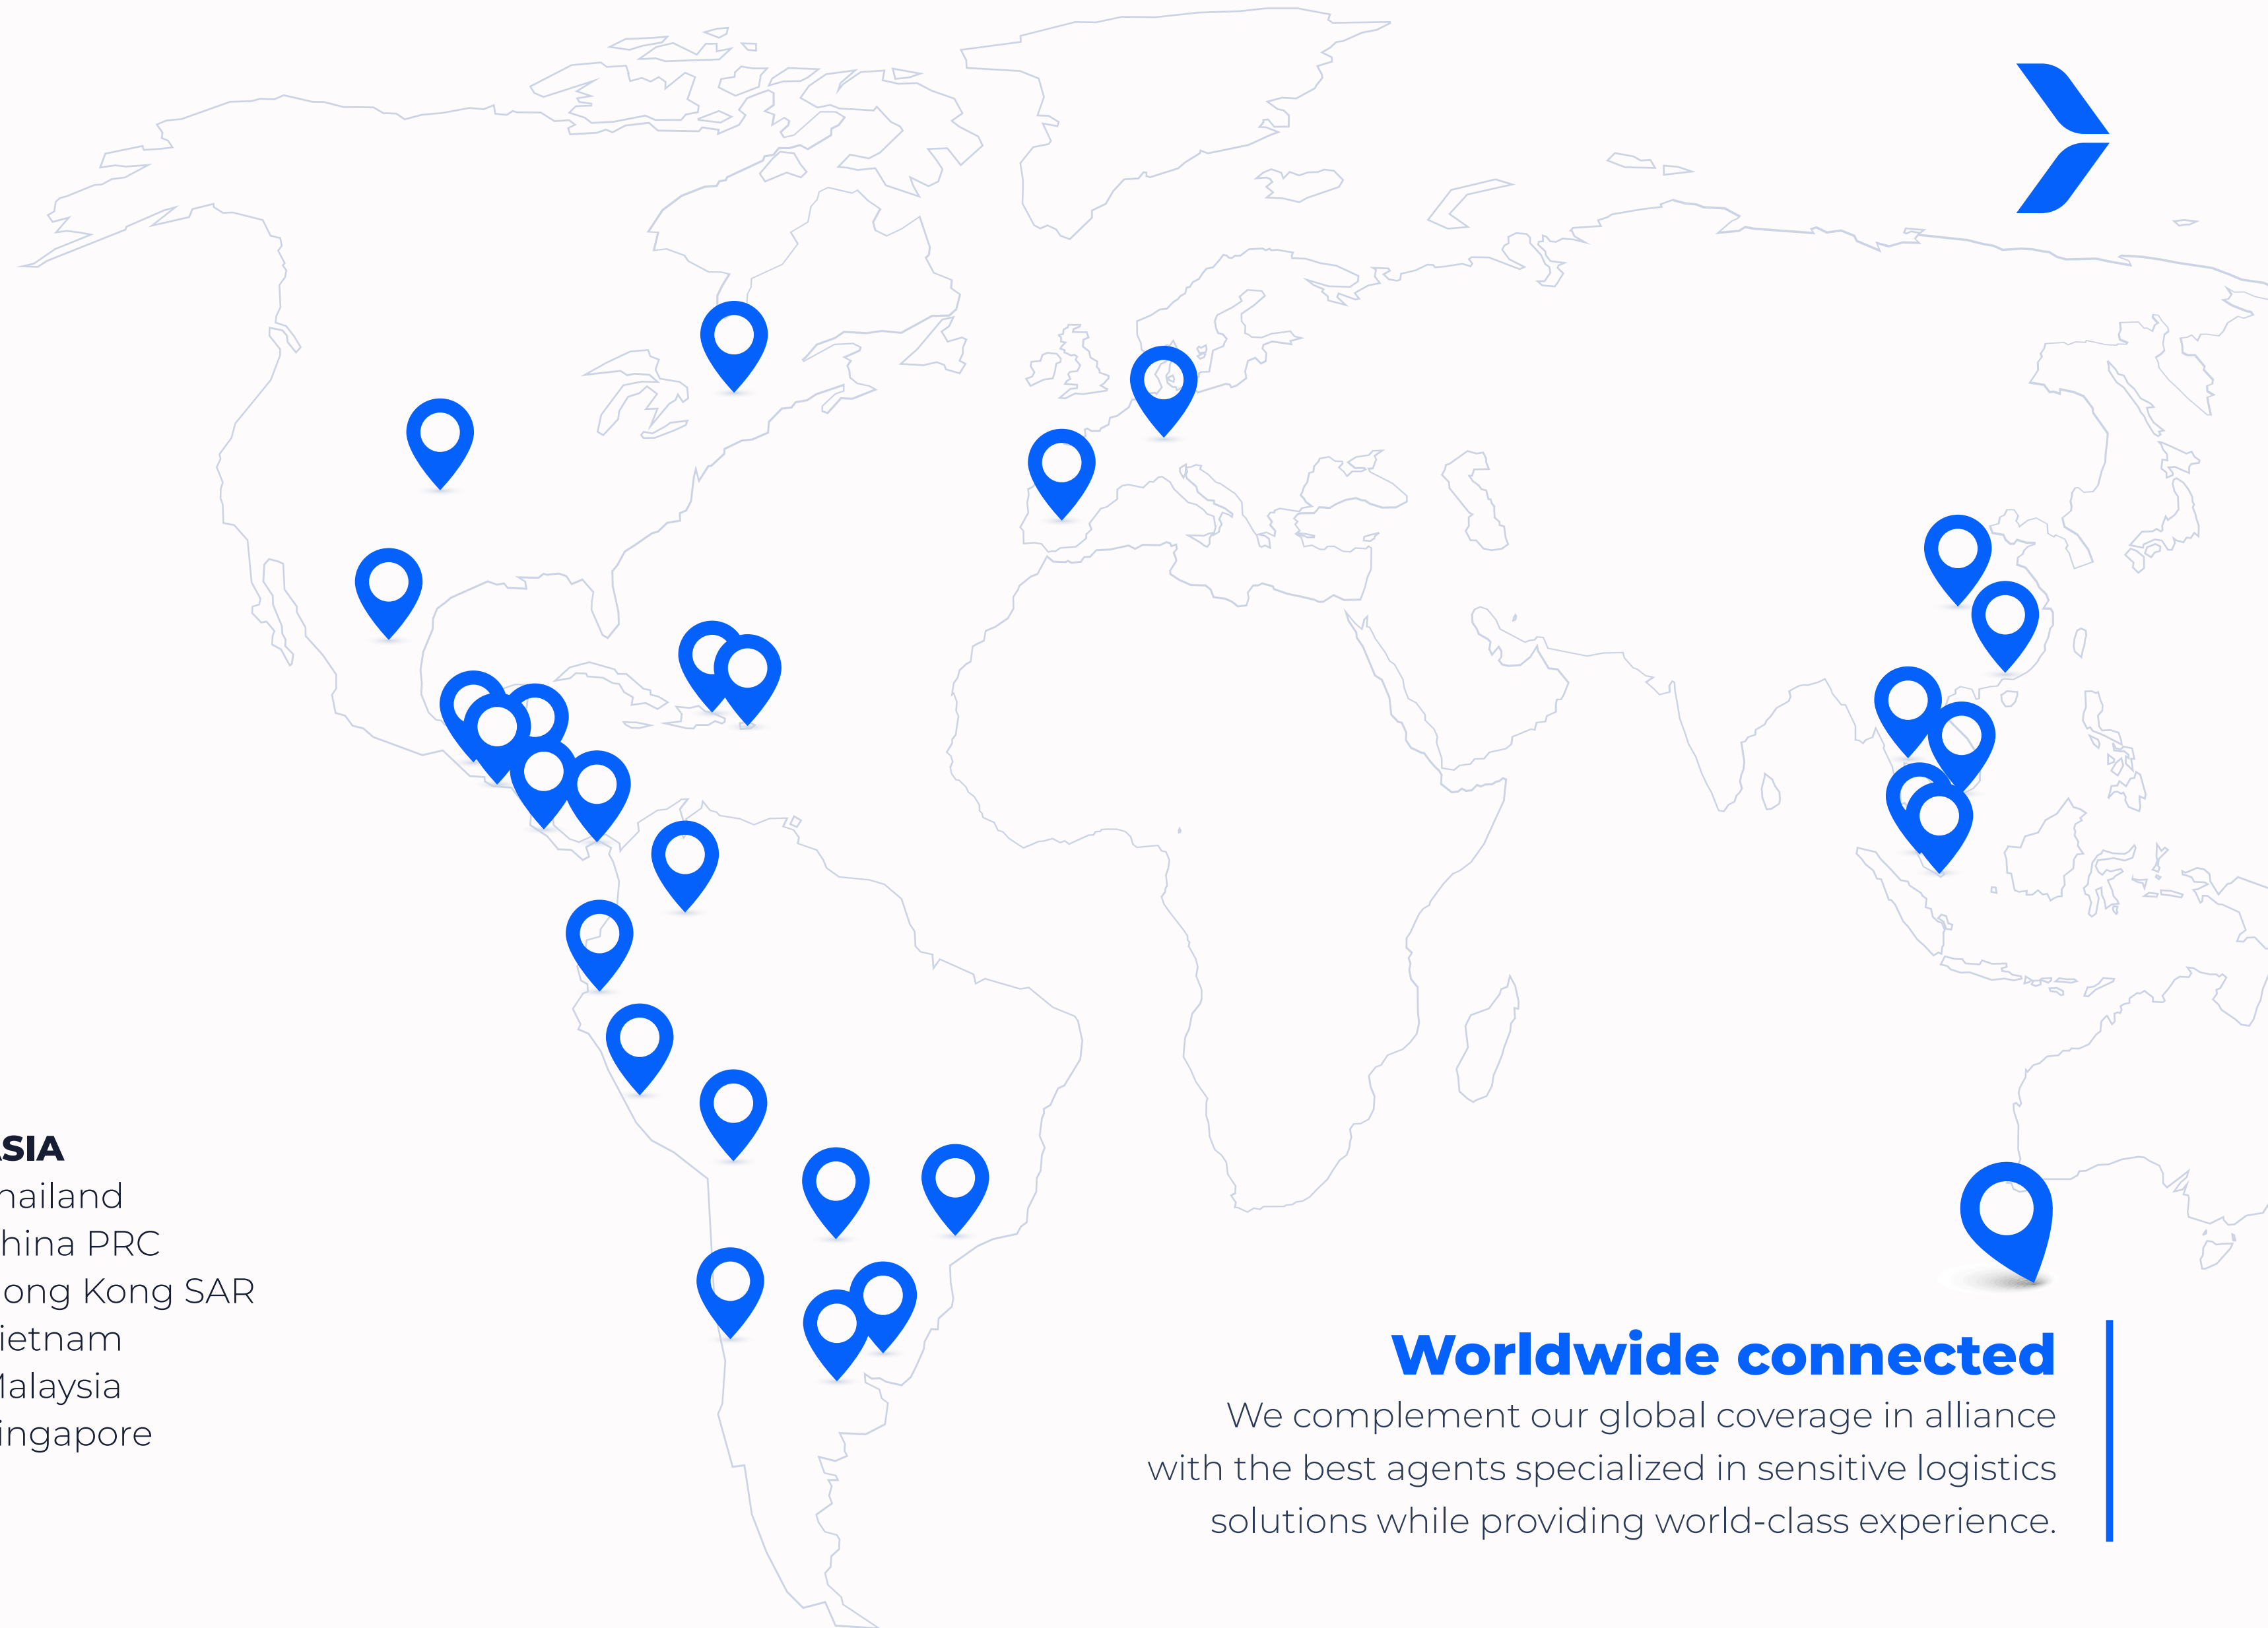 SIA
hailand
hina PRC
ong Kong SAR
ietnam
alaysia
ingapore
Worldwide connected
We complement our global coverage in alliance
with the best agents specialized in sensitive logistics
solutions while providing world-class experience.